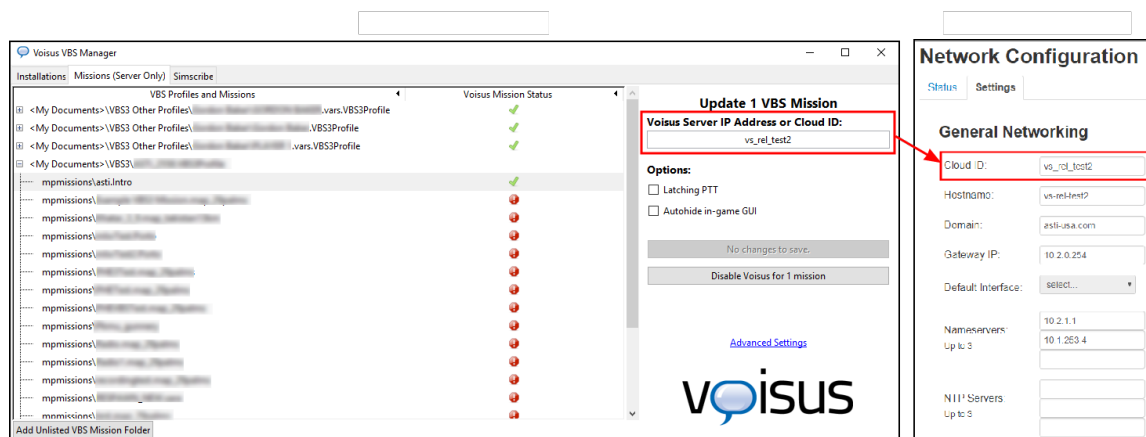 Voisus VBS Manager
Installations Missions (Server Only) Simscribe
VBS Profiles and Missions
Voisus Mission Status
<My Documents>\VBS3 Other Profiles\ .vars.VBS3Profile
<My Documents>\VBS3 Other Profiles\ .VBS3Profile
<My Documents>\VBS3 Other Profiles\ .vars.VBS3Profile
<My Documents>\VBS3\
mpmissions\asti.Intro
mpmissions\
mpmissions\
mpmissions\
mpmissions\
mpmissions\
mpmissions\
mpmissions\
mpmissions\
mpmissions\
mpmissions\
mpmissions\
mpmissions\
mpmissions\
Add Unlisted VBS Mission Folder
Update 1 VBS Mission
Voisus Server IP Address or Cloud ID:
vs_rel_test2
Options:
Latching PTT
Autohide in-game GUI
No changes to save.
Disable Voisus for 1 mission
Advanced Settings
voisus
Network Configuration
Status Settings
General Networking
Cloud ID: vs_rel_test2
Hostname: vs-rel-test2
Domain: asti-usa.com
Gateway IP: 10.2.0.254
Default Interface: select...
Nameservers: 10.2.1.1
Up to 3 10.1.253.4
NTP Servers:
Up to 3